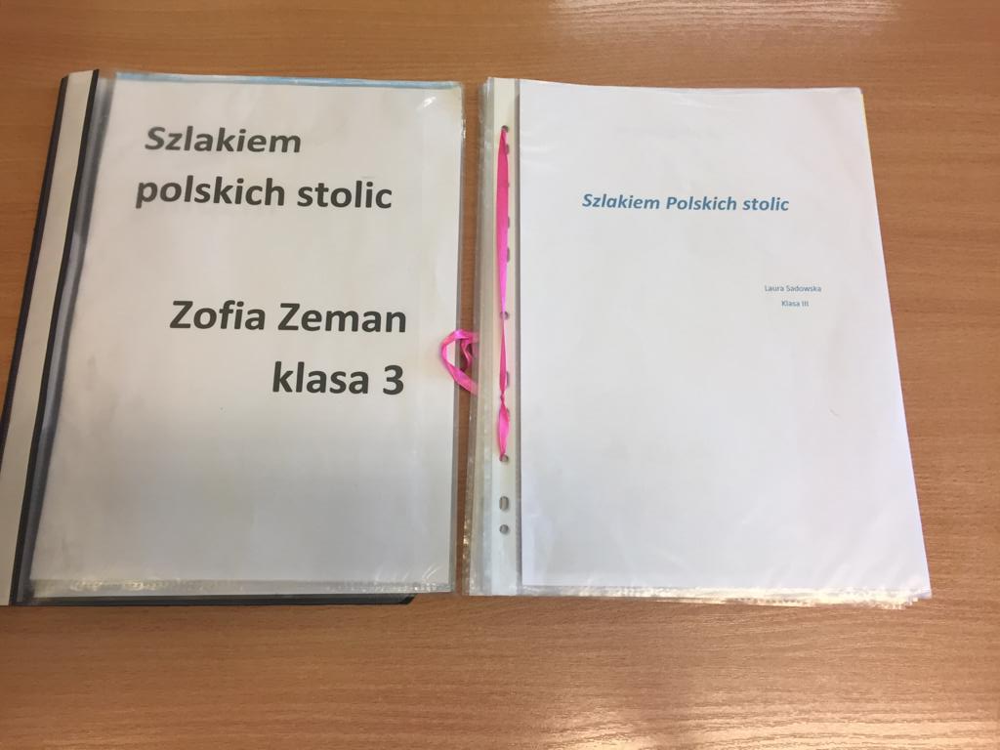 Szlakiem
polskich stolic
Zofia Zeman
klasa 3
Szlakiem Polskich stolic
Laura Sadowska
Klasa III